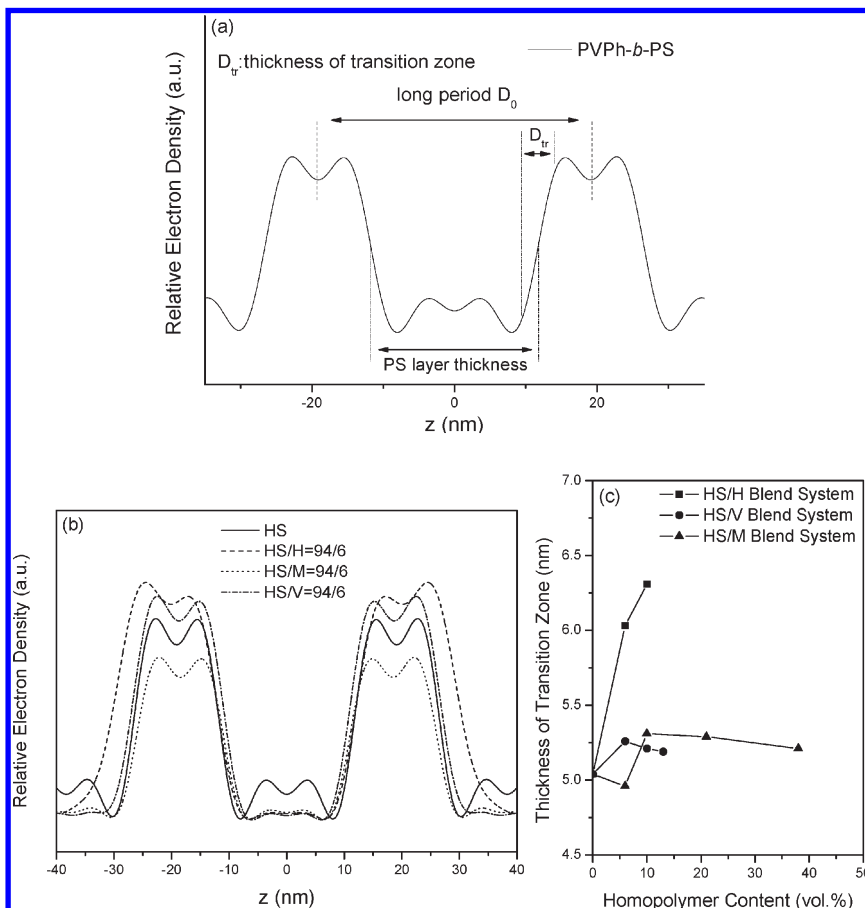 (a)
PVPh-b-PS
D_tr:thickness of transition zone
long period D_0
D_tr
PS layer thickness
Relative Electron Density (a.u.)
-20 0 20
z (nm)
(b)
HS
HS/H=94/6
HS/M=94/6
HS/V=94/6
Relative Electron Density (a.u.)
-40 -30 -20 -10 0 10 20 30 40
z (nm)
(c)
HS/H Blend System
HS/V Blend System
HS/M Blend System
Thickness of Transition Zone (nm)
7.0
6.5
6.0
5.5
5.0
4.5
0 10 20 30 40 50
Homopolymer Content (vol.%)